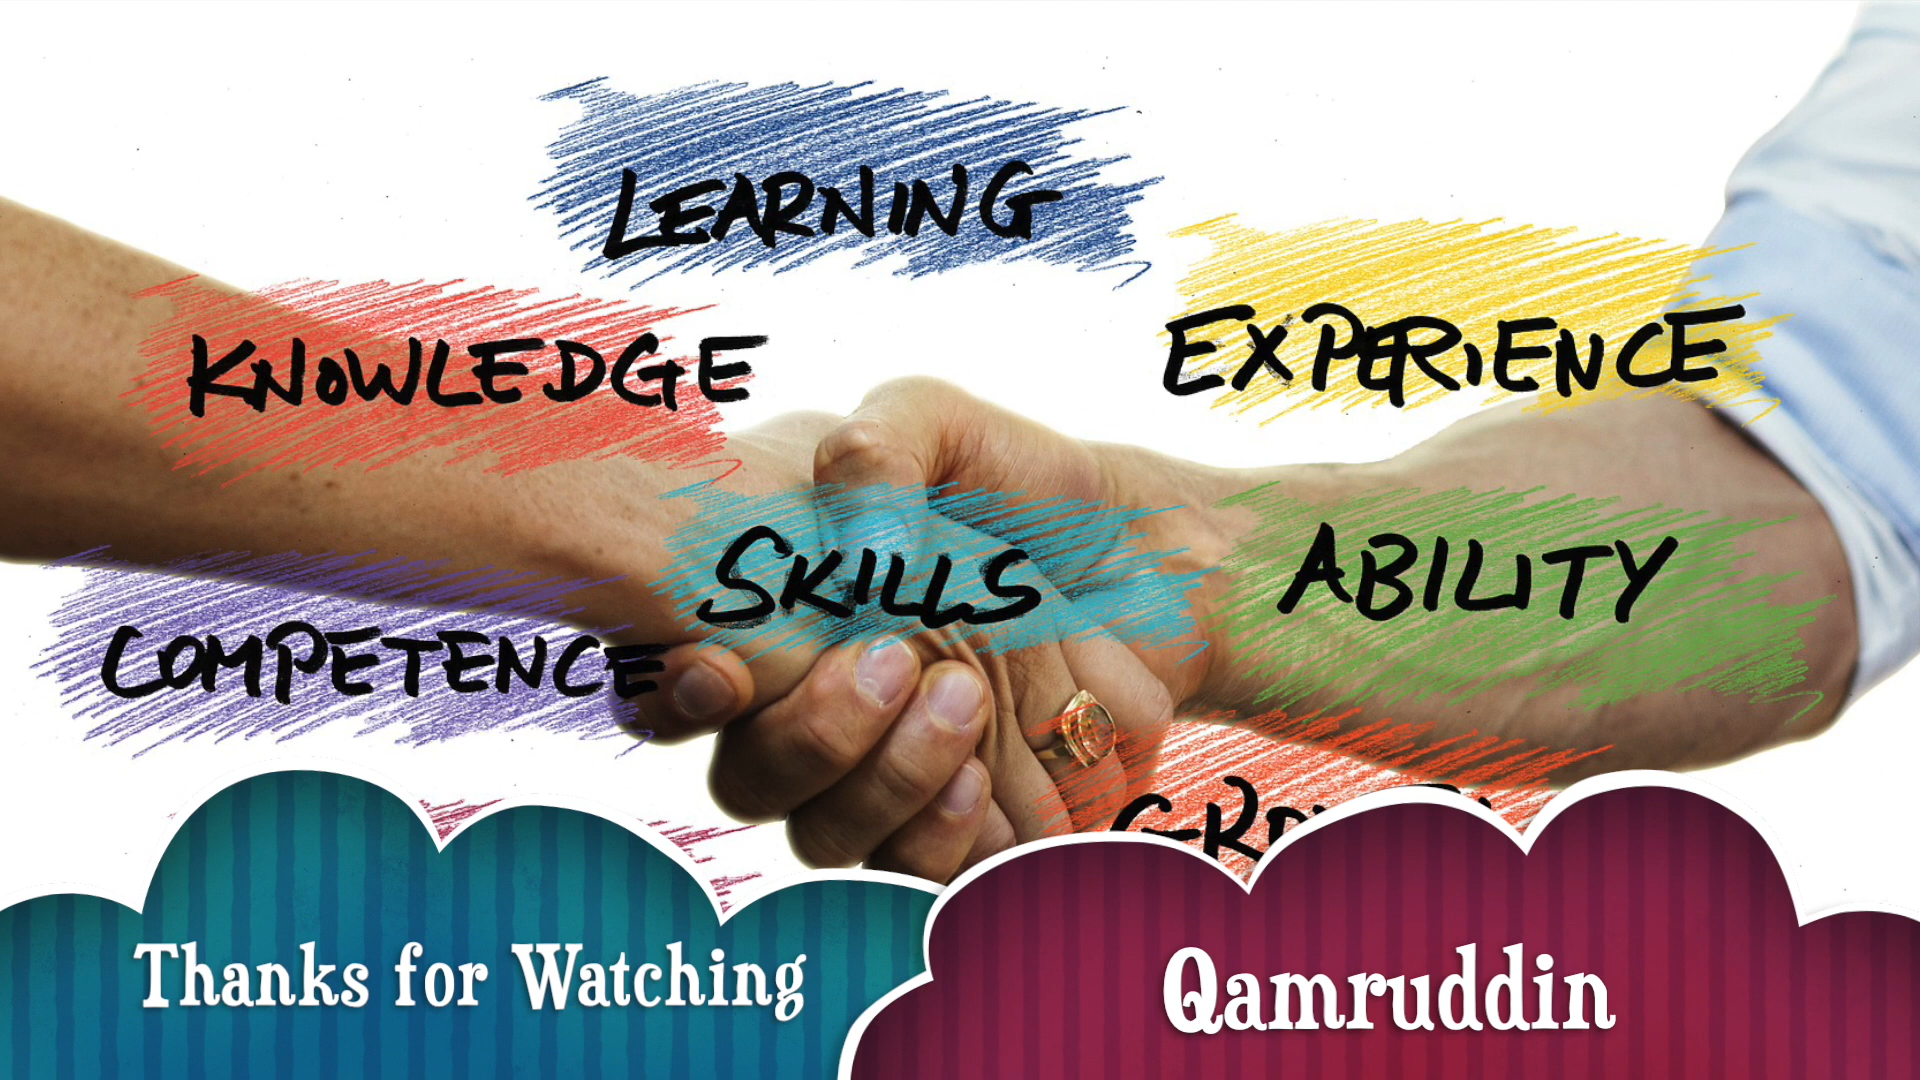 LEARNING
EXPERIENCE
KNOWLEDGE
SKILLS
ABILITY
COMPETENCE
Thanks for Watching
Qamruddin